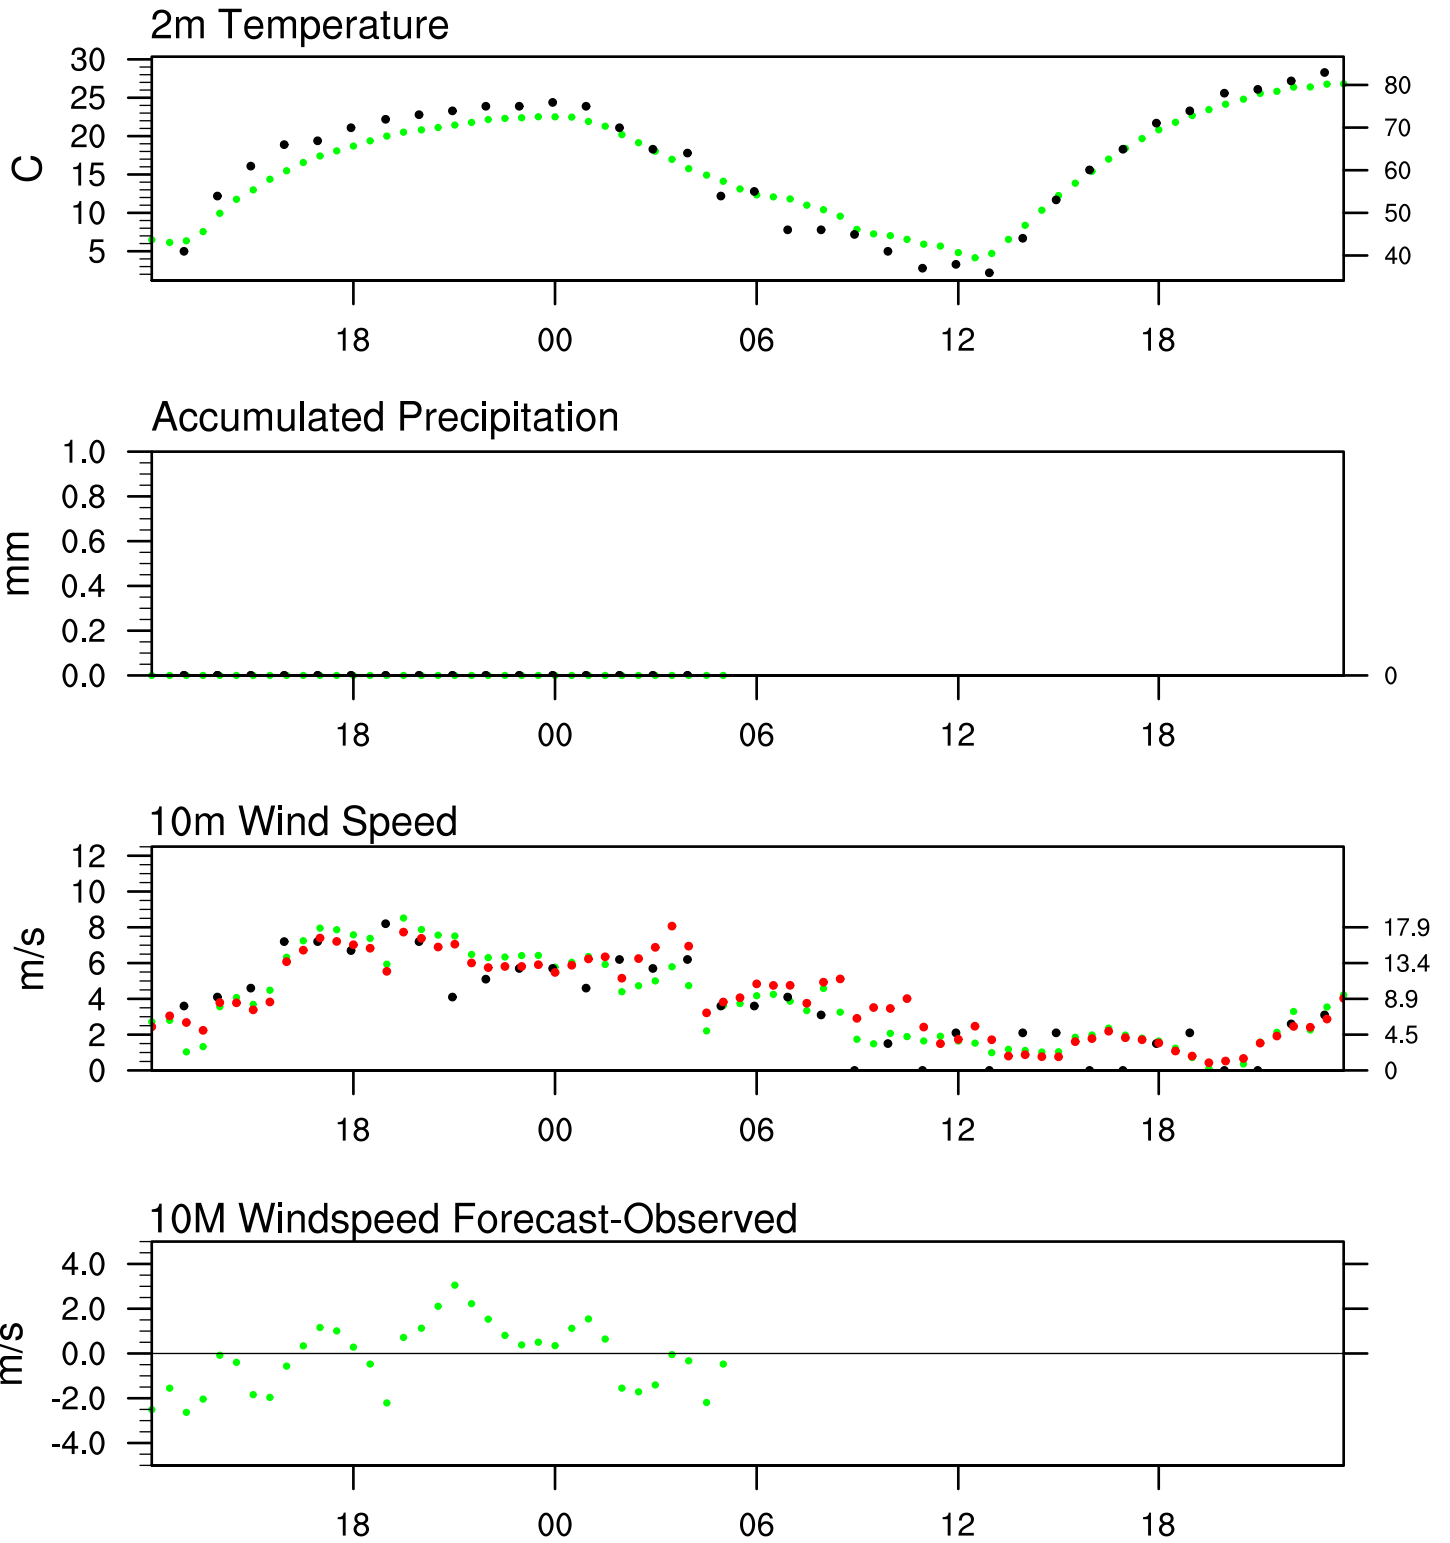 2m Temperature
30
25
20
15
10
5
C
80
70
60
50
40
18 00 06 12 18
Accumulated Precipitation
1.0
0.8
0.6
0.4
0.2
0.0
mm
0
18 00 06 12 18
10m Wind Speed
12
10
8
6
4
2
0
m/s
17.9
13.4
8.9
4.5
0
18 00 06 12 18
10M Windspeed Forecast-Observed
4.0
2.0
0.0
-2.0
-4.0
m/s
18 00 06 12 18